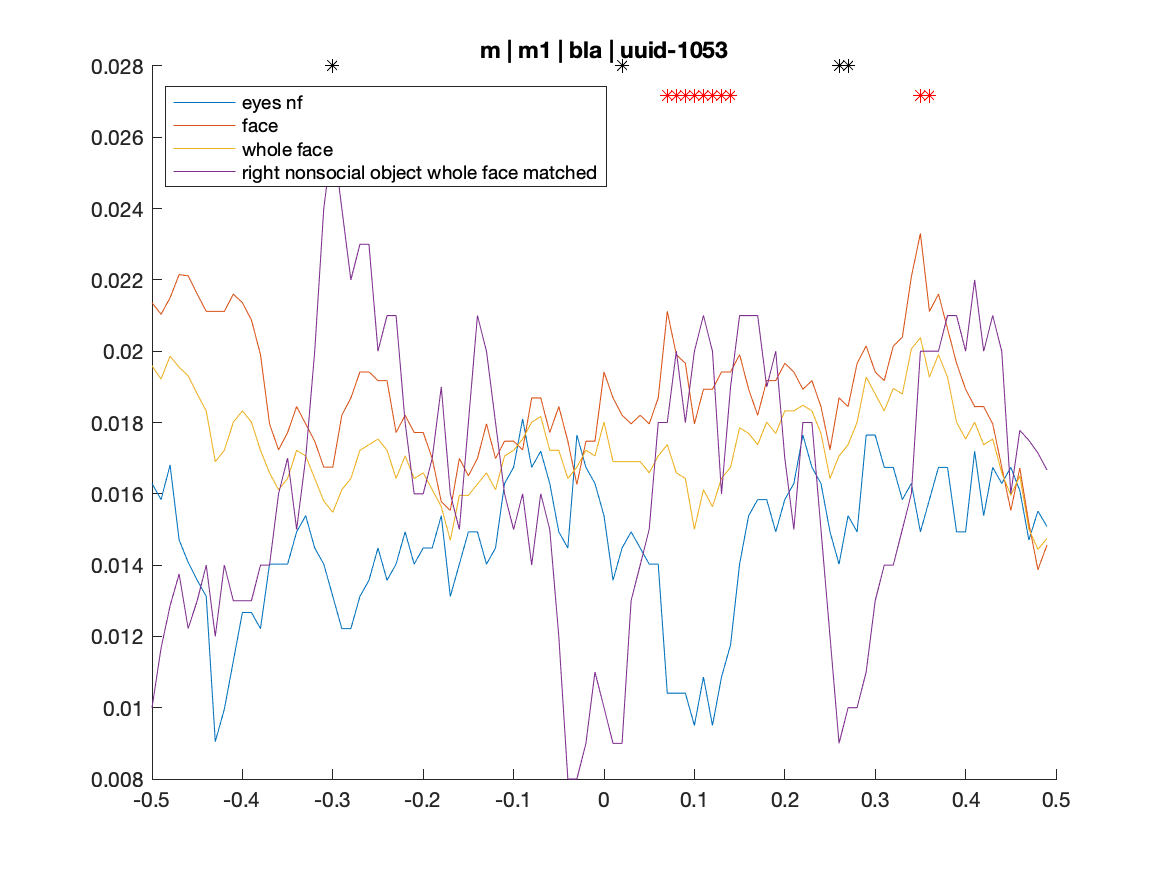 m | m1 | bla | uuid-1053
0.028
0.026
0.024
0.022
0.02
0.018
0.016
0.014
0.012
0.01
0.008
eyes nf
face
whole face
right nonsocial object whole face matched
-0.5 -0.4 -0.3 -0.2 -0.1 0 0.1 0.2 0.3 0.4 0.5